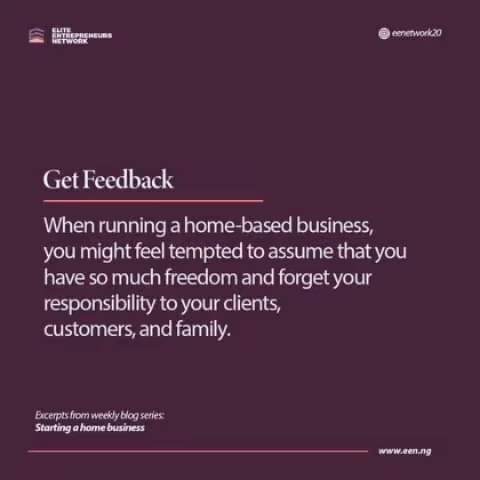 ELITE
ENTREPRENEURS
NETWORK
eenetwork20
Get Feedback
When running a home-based business,
you might feel tempted to assume that you
have so much freedom and forget your
responsibility to your clients,
customers, and family.
Excerpts from weekly blog series:
Starting a home business
www.een.ng